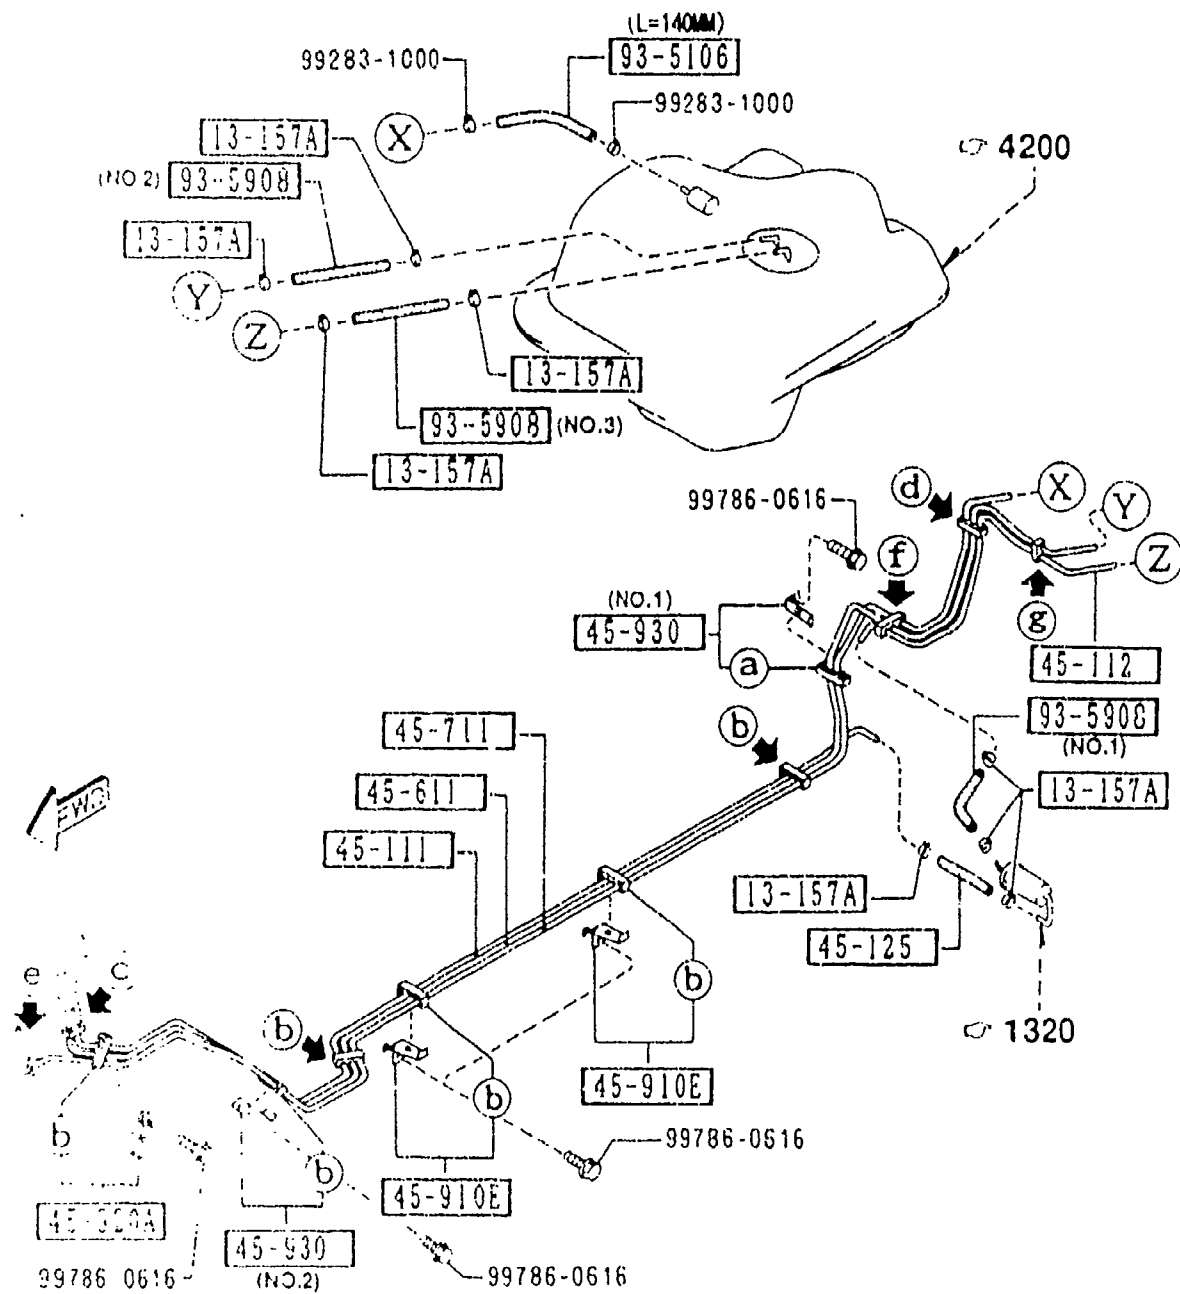 (L=140MM)
93-5106
99283-1000
99283-1000
13-157A
X
4200
(NO.2) 93-5908
13-157A
Y
Z
13-157A
93-5908 (NO.3)
13-157A
99786-0616
d
X
Y
f
Z
(NO.1)
45-930
g
a
45-112
93-5908
(NO.1)
b
45-711
13-157A
FWD
45-611
45-111
13-157A
45-125
e
c
b
b
1320
45-910E
b
99786-0616
b
b
45-910E
45-930
(NO.2)
99786 0616
99786-0616